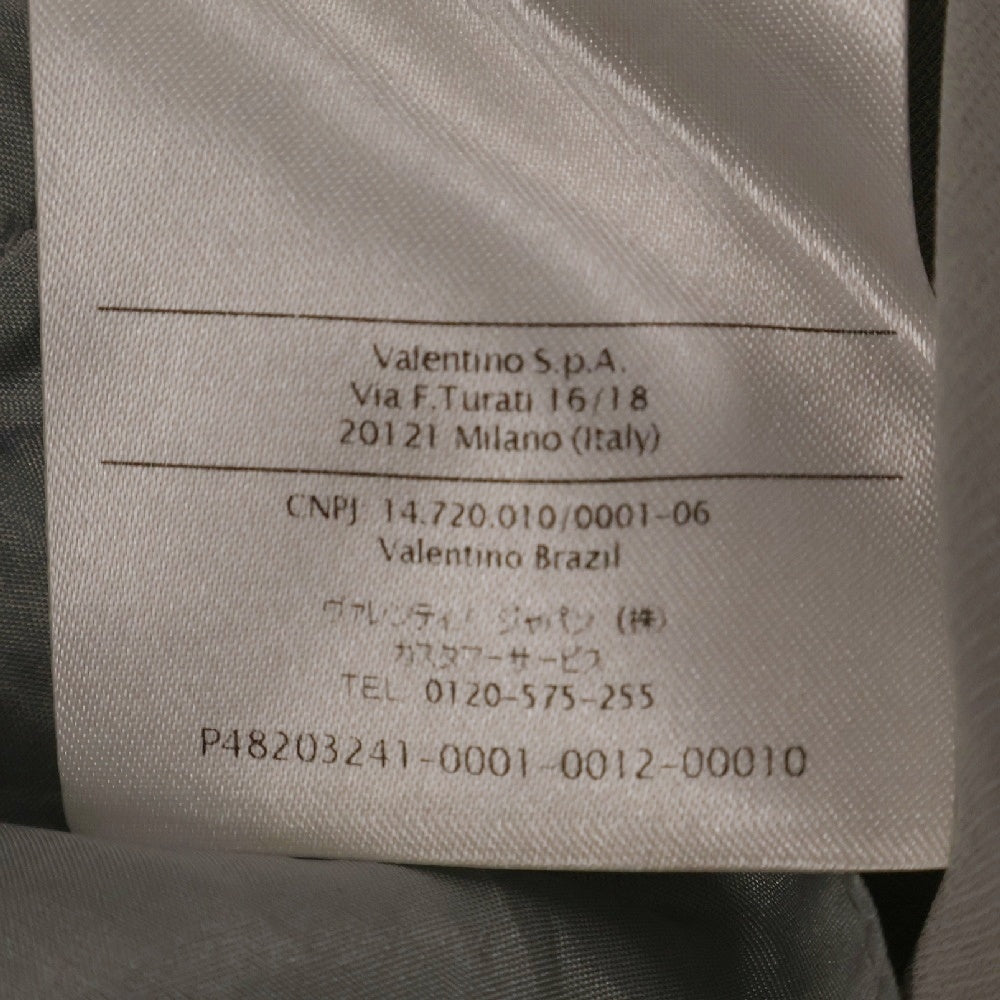 Valentino S.p.A.
Via F.Turati 16/18
20121 Milano (Italy)
CNPJ 14.720.010/0001-06
Valentino Brazil
ヴァレンティノ ジャパン (株)
カスタマーサービス
TEL 0120-575-255
P48203241-0001-0012-00010